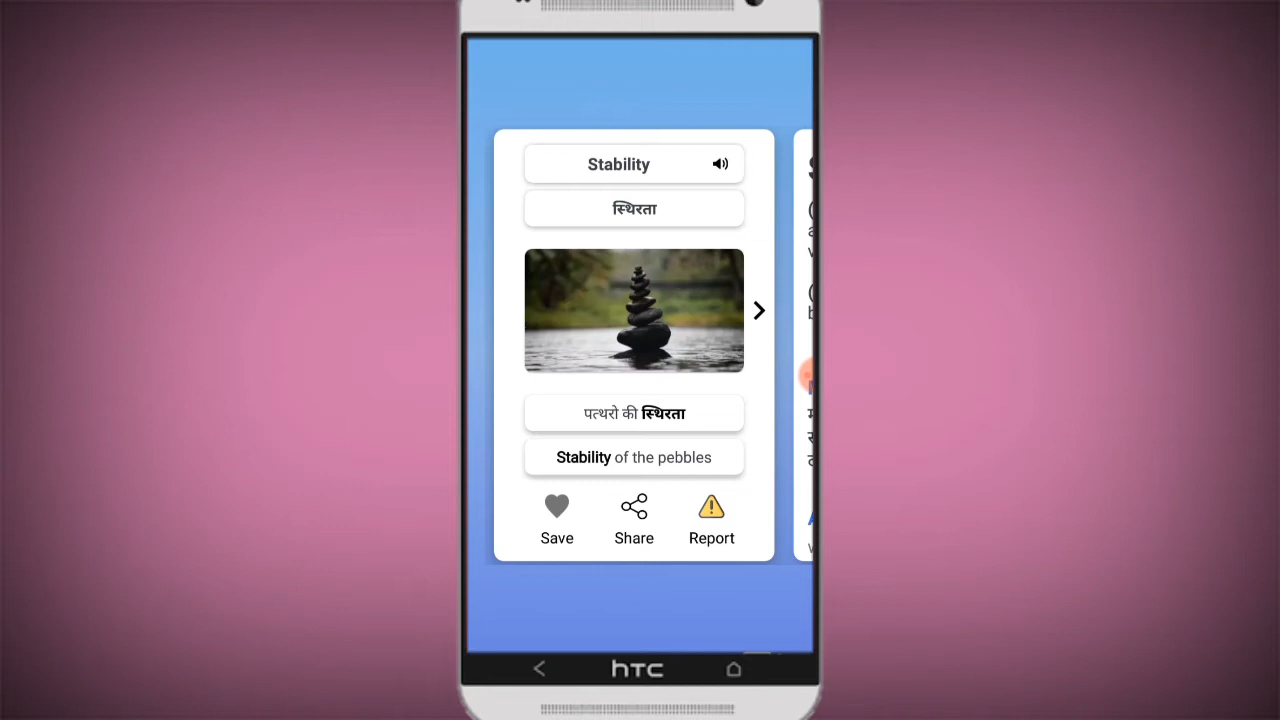 Stability
स्थिरता
पत्थरो की स्थिरता
Stability of the pebbles
Save Share Report
hTC